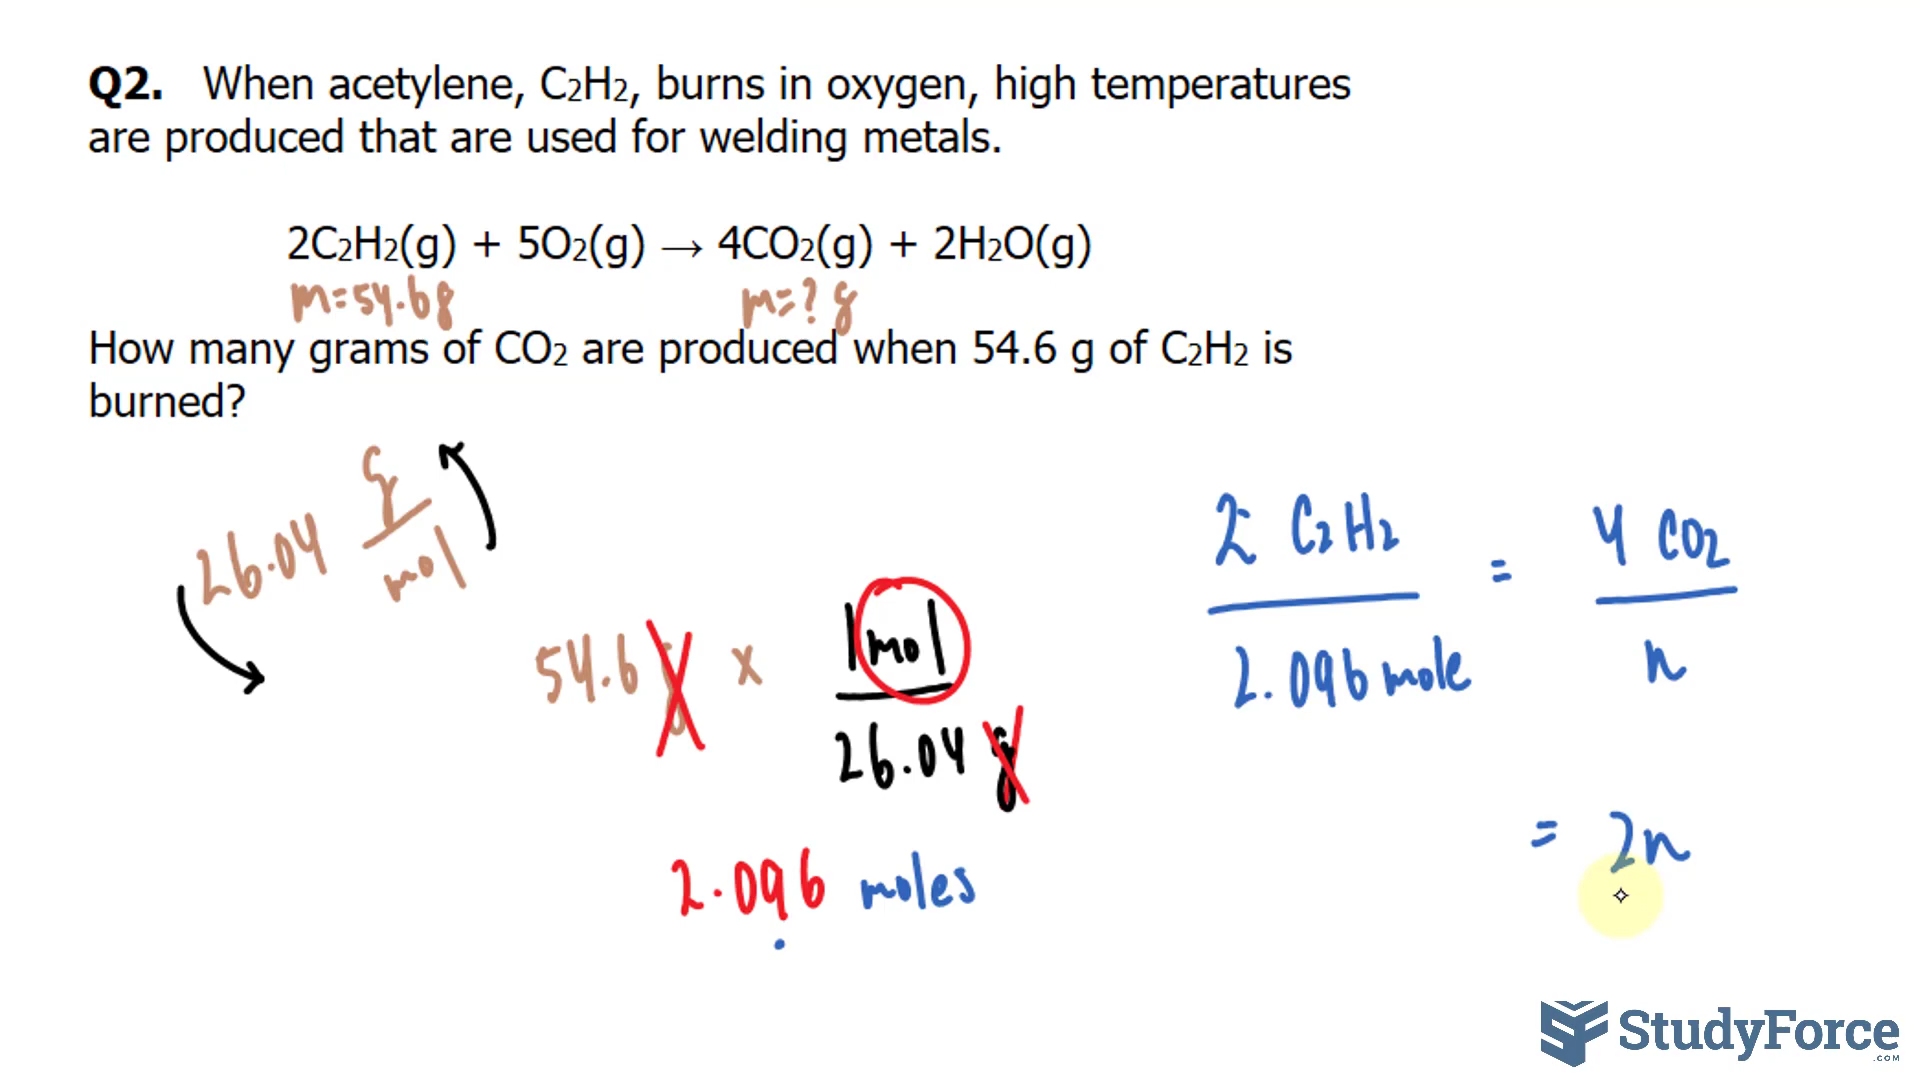 Q2. When acetylene, C2H2, burns in oxygen, high temperatures
are produced that are used for welding metals.
2C2H2(g) + 5O2(g) → 4CO2(g) + 2H2O(g)
m=54.6g m=? g
How many grams of CO2 are produced when 54.6 g of C2H2 is
burned?
26.04 g/mol
54.6 g x 1 mol
26.04 g
2.096 moles
2 C2H2 = 4 CO2
2.096 mole n
= 2n
StudyForce
.COM